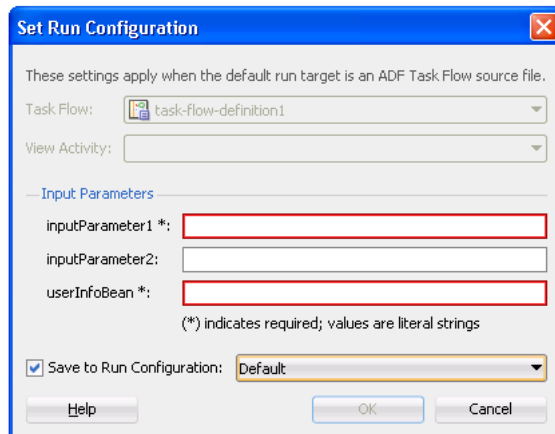 Set Run Configuration
These settings apply when the default run target is an ADF Task Flow source file.
Task Flow: task-flow-definition1
View Activity:
Input Parameters
inputParameter1 *:
inputParameter2:
userInfoBean *:
(*) indicates required; values are literal strings
Save to Run Configuration: Default
Help OK Cancel